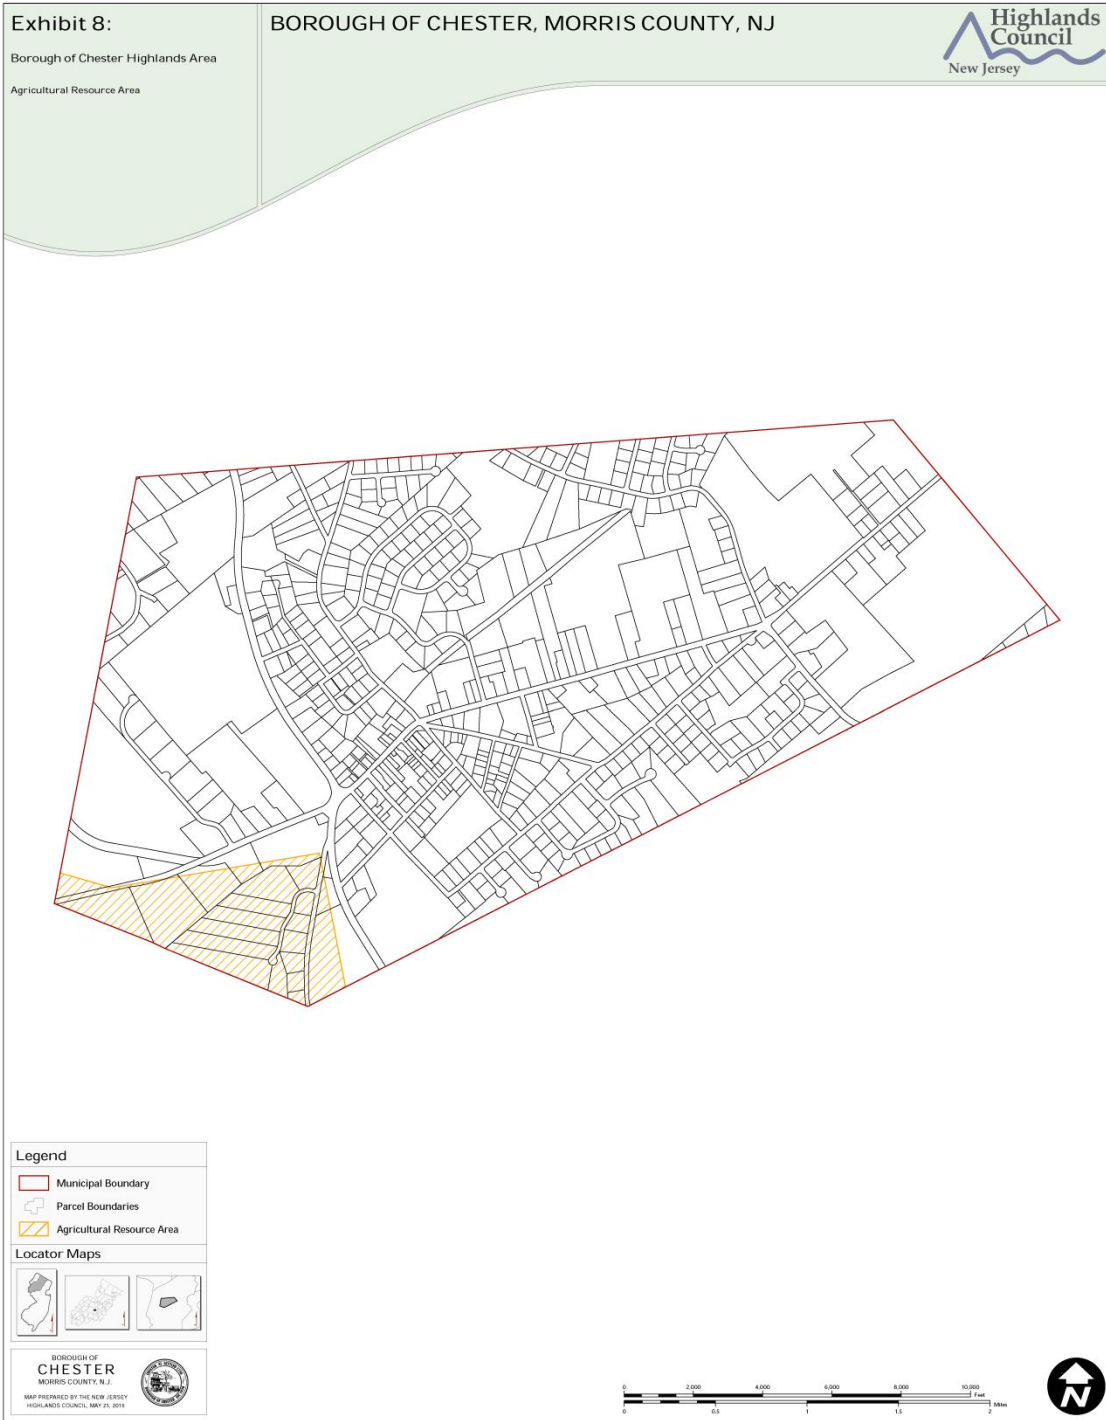 Exhibit 8:
Borough of Chester Highlands Area
Agricultural Resource Area
BOROUGH OF CHESTER, MORRIS COUNTY, NJ
Highlands
Council
New Jersey
Legend
Municipal Boundary
Parcel Boundaries
Agricultural Resource Area
Locator Maps
BOROUGH OF
CHESTER
MORRIS COUNTY, N.J.
MAP PREPARED BY THE NEW JERSEY
HIGHLANDS COUNCIL, MAY 25, 2010
0 2,000 4,000 6,000 8,000 10,000
Feet
Miles
0 0.5 1 1.5 2
N